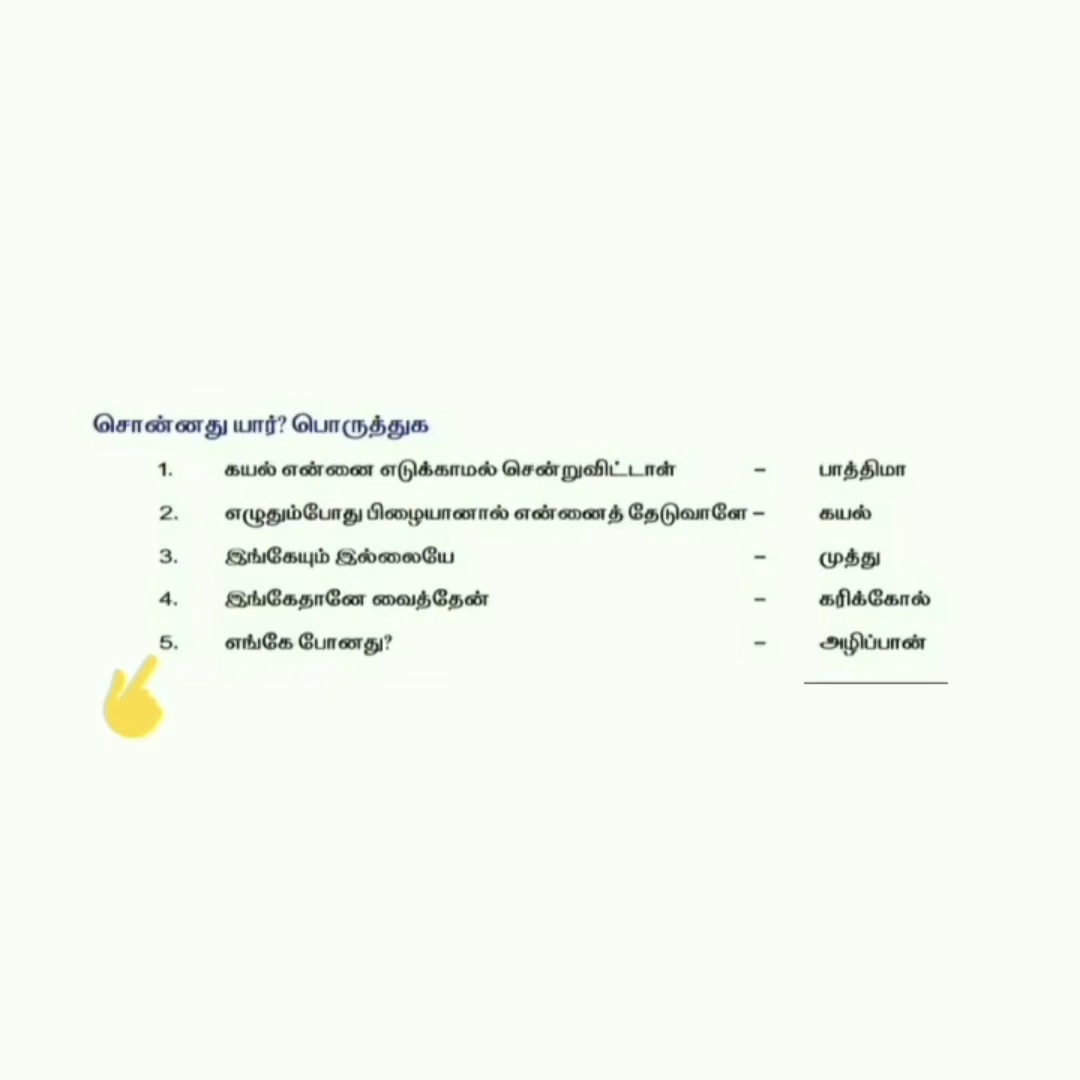 சொன்னது யார்? பொருத்துக
1. கயல் என்னை எடுக்காமல் சென்றுவிட்டாள் – பாத்திமா
2. எழுதும்போது பிழையானால் என்னைத் தேடுவாளே – கயல்
3. இங்கேயும் இல்லையே – முத்து
4. இங்கேதானே வைத்தேன் – கரிக்கோல்
5. எங்கே போனது? – அழிப்பான்